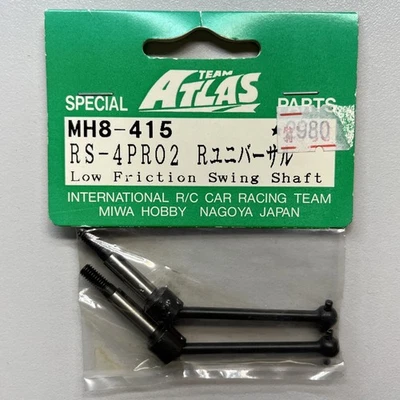 TEAM
ATLAS
SPECIAL PARTS
MH8-415
980
RS-4PRO2 Rユニバーサル
Low Friction Swing Shaft
INTERNATIONAL R/C CAR RACING TEAM
MIWA HOBBY NAGOYA JAPAN